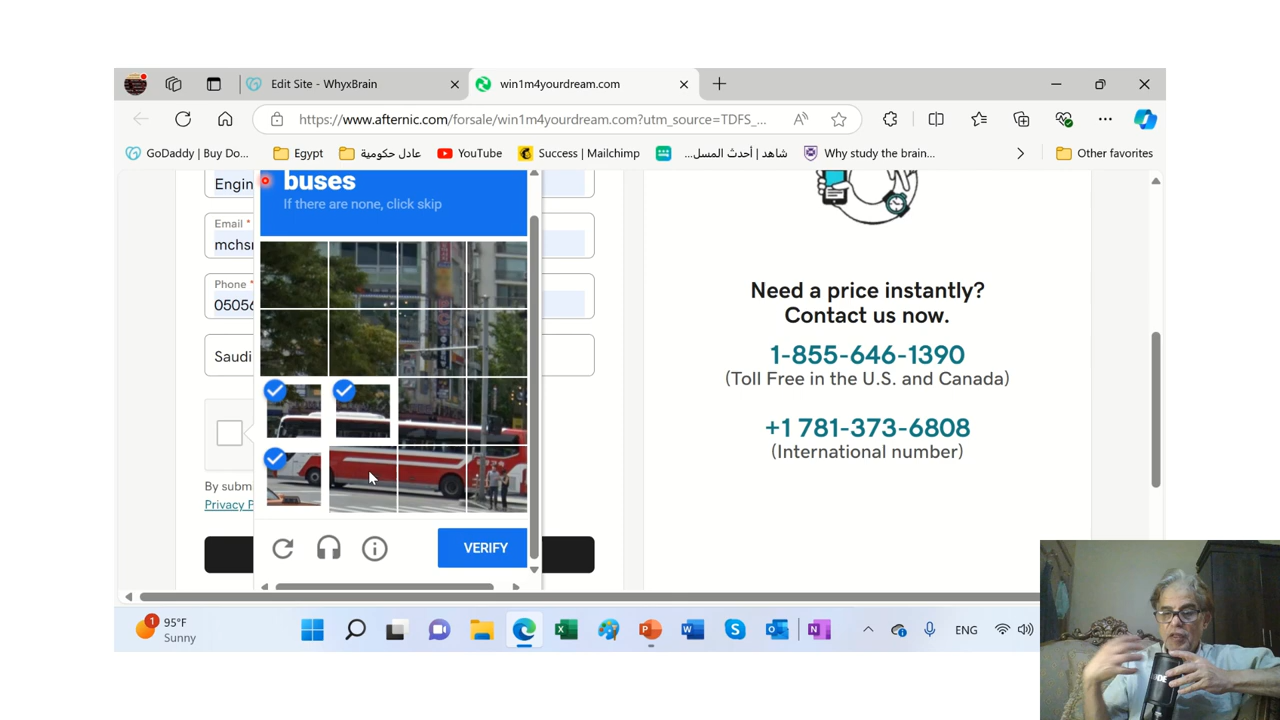 Edit Site - WhyxBrain
win1m4yourdream.com
https://www.afternic.com/forsale/win1m4yourdream.com?utm_source=TDFS_...
GoDaddy | Buy Do...
Egypt
عادل حكومية
YouTube
Success | Mailchimp
شاهد | أحدث المسل...
Why study the brain...
Other favorites
Engin
buses
If there are none, click skip
Email *
mchsr
Phone *
0505
Saudi
By subm
Privacy P
VERIFY
Need a price instantly?
Contact us now.
1-855-646-1390
(Toll Free in the U.S. and Canada)
+1 781-373-6808
(International number)
1
95°F
Sunny
ENG